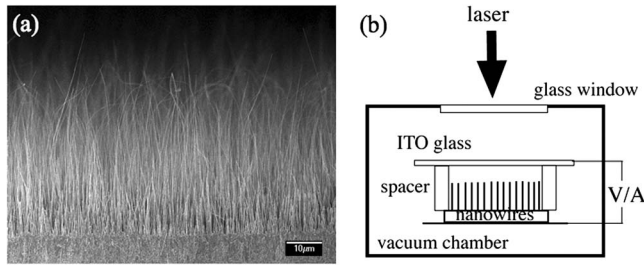 (a)
10μm
(b)
laser
glass window
ITO glass
spacer
V/A
nanowires
vacuum chamber